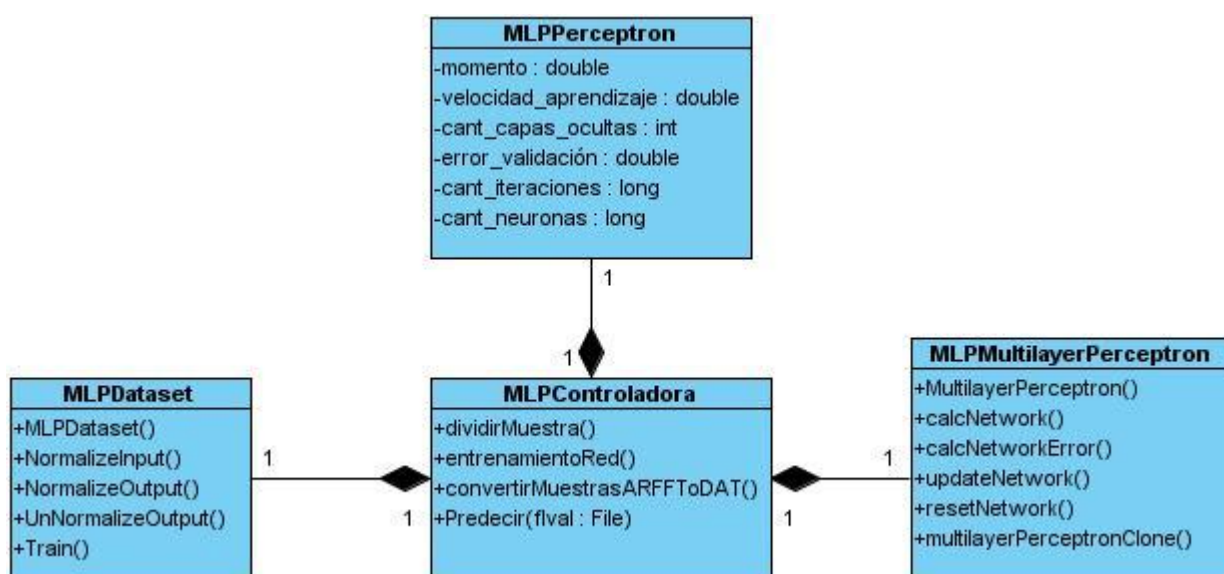 MLPPerceptron
-momento : double
-velocidad_aprendizaje : double
-cant_capas_ocultas : int
-error_validación : double
-cant_iteraciones : long
-cant_neuronas : long
1
1
MLPDataset
+MLPDataset()
+NormalizeInput()
+NormalizeOutput()
+UnNormalizeOutput()
+Train()
1
1
MLPControladora
+dividirMuestra()
+entrenamientoRed()
+convertirMuestrasARFFToDAT()
+Predecir(flval : File)
1
1
MLPMultilayerPerceptron
+MultilayerPerceptron()
+calcNetwork()
+calcNetworkError()
+updateNetwork()
+resetNetwork()
+multilayerPerceptronClone()